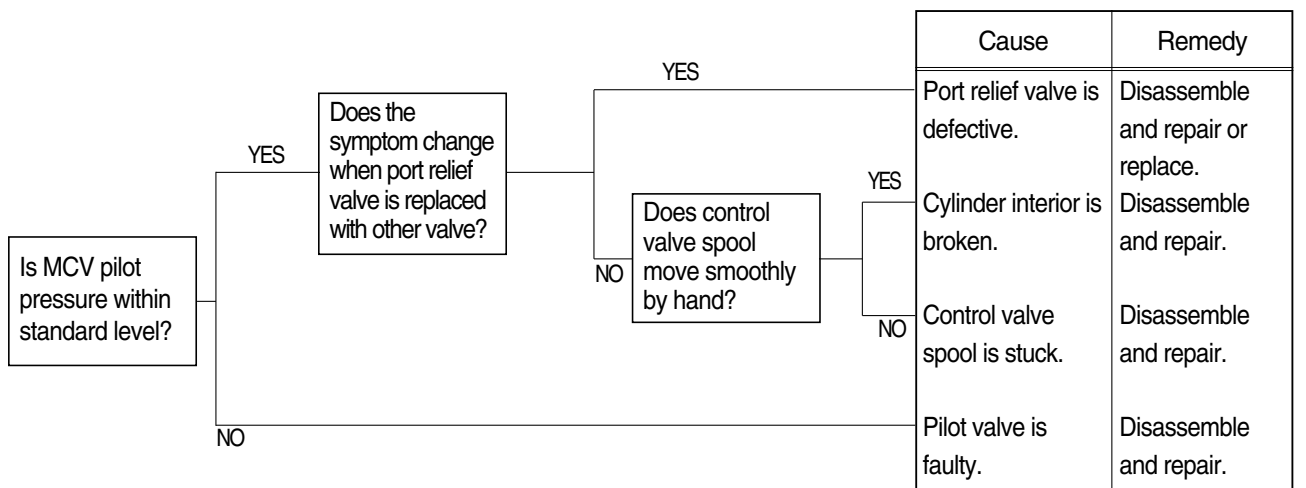 Is MCV pilot
pressure within
standard level?
YES
NO
Does the
symptom change
when port relief
valve is replaced
with other valve?
YES
NO
Does control
valve spool
move smoothly
by hand?
YES
NO
Cause
Remedy
Port relief valve is
defective.
Disassemble
and repair or
replace.
Cylinder interior is
broken.
Disassemble
and repair.
Control valve
spool is stuck.
Disassemble
and repair.
Pilot valve is
faulty.
Disassemble
and repair.